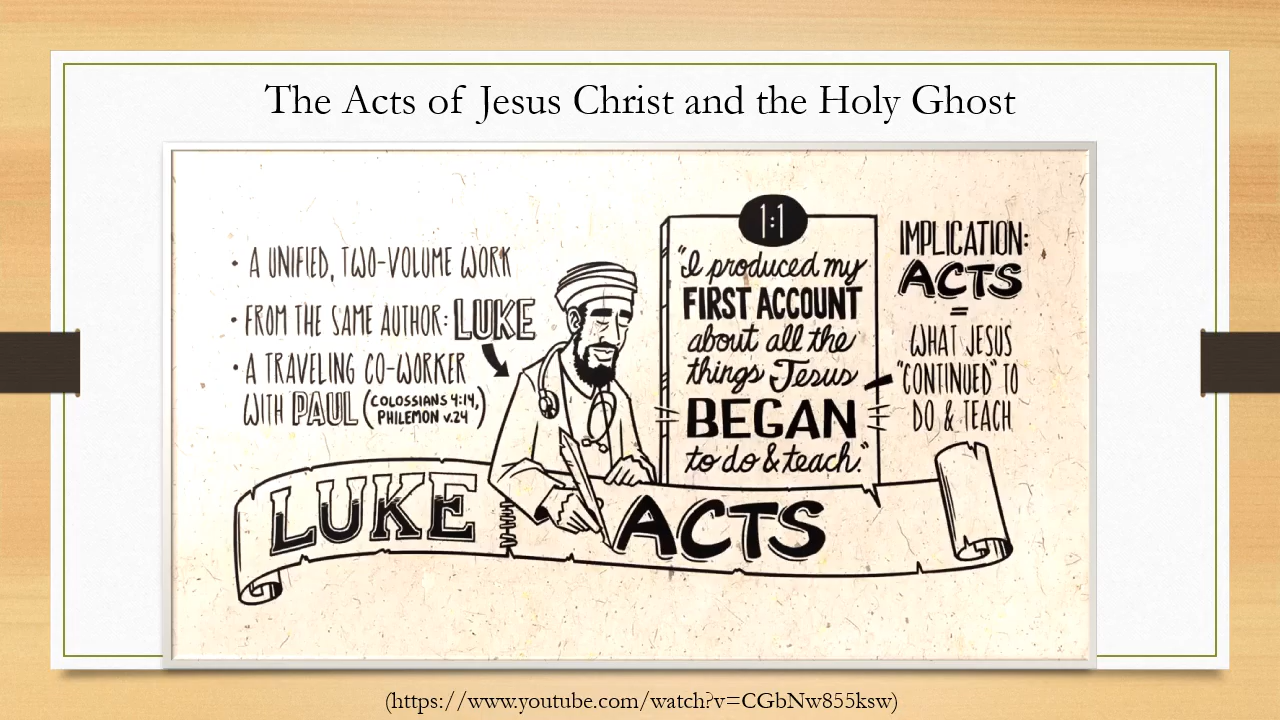 The Acts of Jesus Christ and the Holy Ghost
• A UNIFIED, TWO-VOLUME WORK
• FROM THE SAME AUTHOR: LUKE
• A TRAVELING CO-WORKER
WITH PAUL (COLOSSIANS 4:14,
PHILEMON v.24)
1:1
"I produced my
FIRST ACCOUNT
about all the
things Jesus
BEGAN
to do & teach."
IMPLICATION:
ACTS
=
WHAT JESUS
"CONTINUED" TO
DO & TEACH
LUKE
ACTS
(https://www.youtube.com/watch?v=CGbNw855ksw)